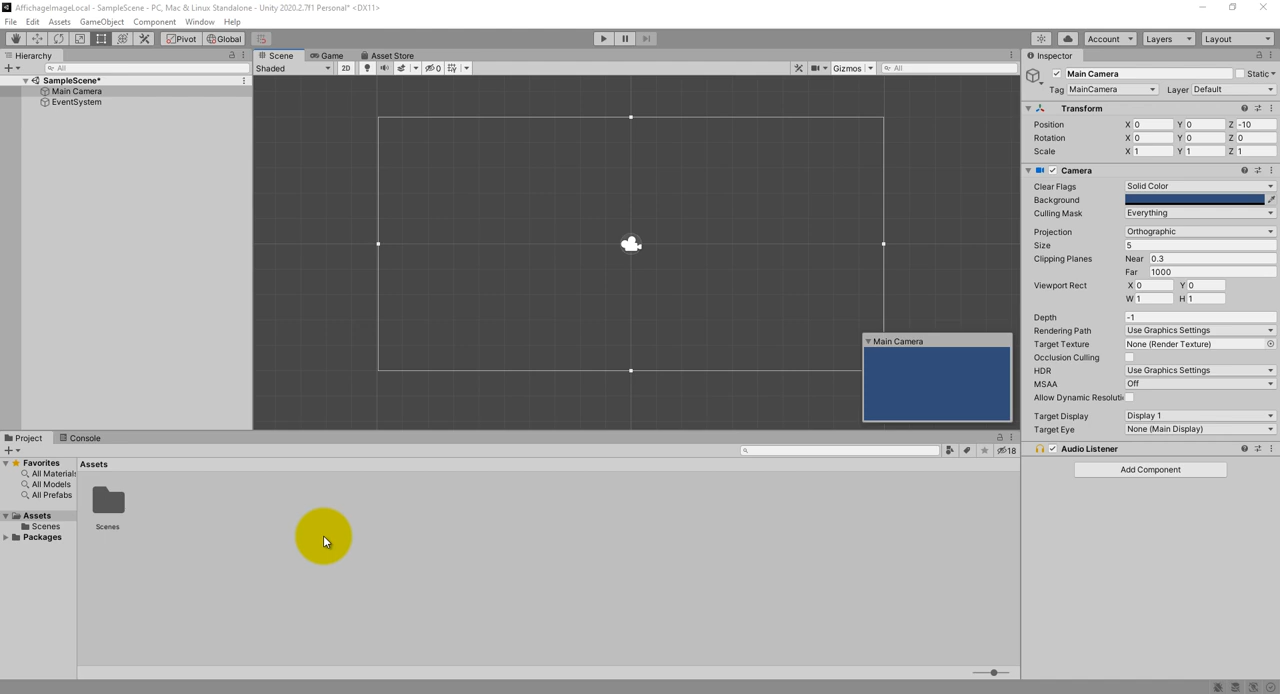 AffichageImageLocal - SampleScene - PC, Mac & Linux Standalone - Unity 2020.2.7f1 Personal* <DX11>
File Edit Assets GameObject Component Window Help
Pivot Global Account Layers Layout
Hierarchy
All
SampleScene*
Main Camera
EventSystem
Scene Game Asset Store
Shaded 2D 0 Gizmos All
Main Camera
Inspector
Main Camera Static
Tag MainCamera Layer Default
Transform
Position X 0 Y 0 Z -10
Rotation X 0 Y 0 Z 0
Scale X 1 Y 1 Z 1
Camera
Clear Flags Solid Color
Background
Culling Mask Everything
Projection Orthographic
Size 5
Clipping Planes Near 0.3
Far 1000
Viewport Rect X 0 Y 0
W 1 H 1
Depth -1
Rendering Path Use Graphics Settings
Target Texture None (Render Texture)
Occlusion Culling
HDR Use Graphics Settings
MSAA Off
Allow Dynamic Resoluti
Target Display Display 1
Target Eye None (Main Display)
Audio Listener
Add Component
Project Console
18
Favorites
All Materials
All Models
All Prefabs
Assets
Scenes
Packages
Assets
Scenes